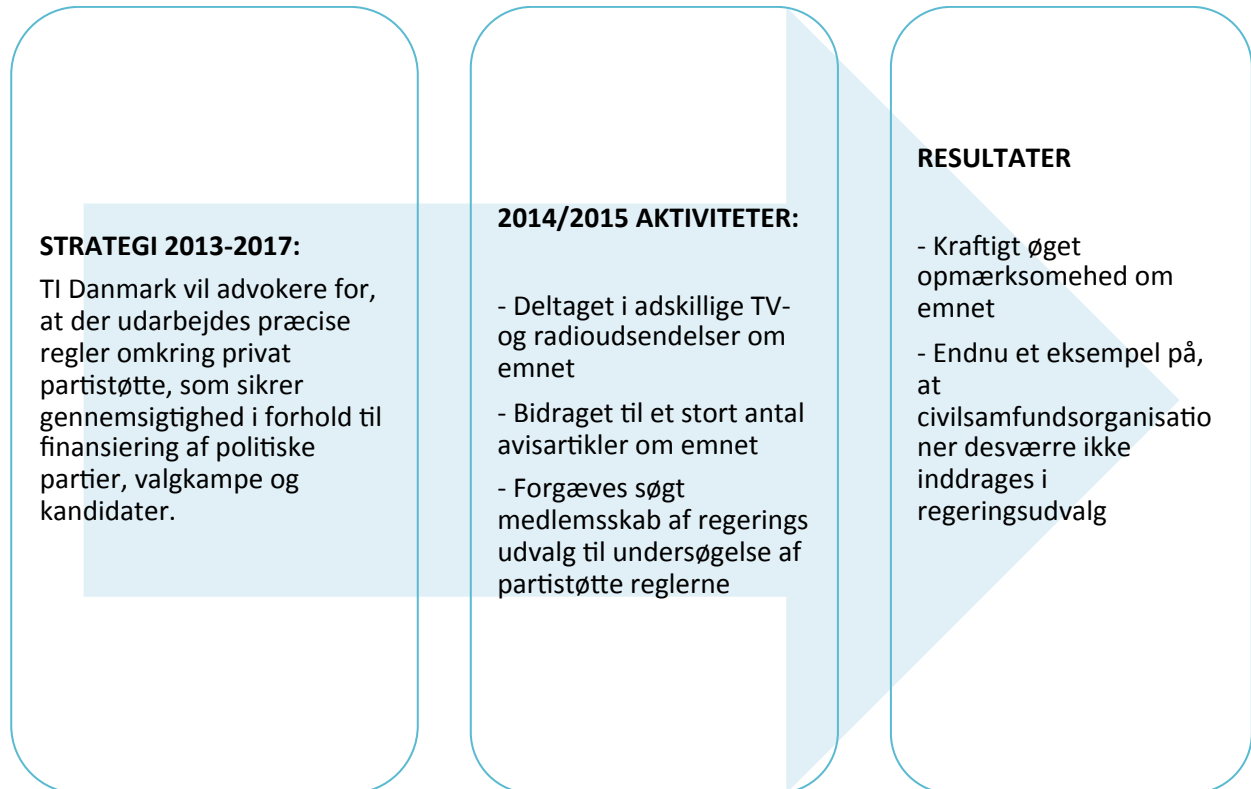 STRATEGI 2013-2017:
TI Danmark vil advokere for,
at der udarbejdes præcise
regler omkring privat
partistøtte, som sikrer
gennemsigtighed i forhold til
finansiering af politiske
partier, valgkampe og
kandidater.
2014/2015 AKTIVITETER:
- Deltaget i adskillige TV-
og radioudsendelser om
emnet
- Bidraget til et stort antal
avisartikler om emnet
- Forgæves søgt
medlemsskab af regerings
udvalg til undersøgelse af
partistøtte reglerne
RESULTATER
- Kraftigt øget
opmærksomehed om
emnet
- Endnu et eksempel på,
at
civilsamfundsorganisatio
ner desværre ikke
inddrages i
regeringsudvalg